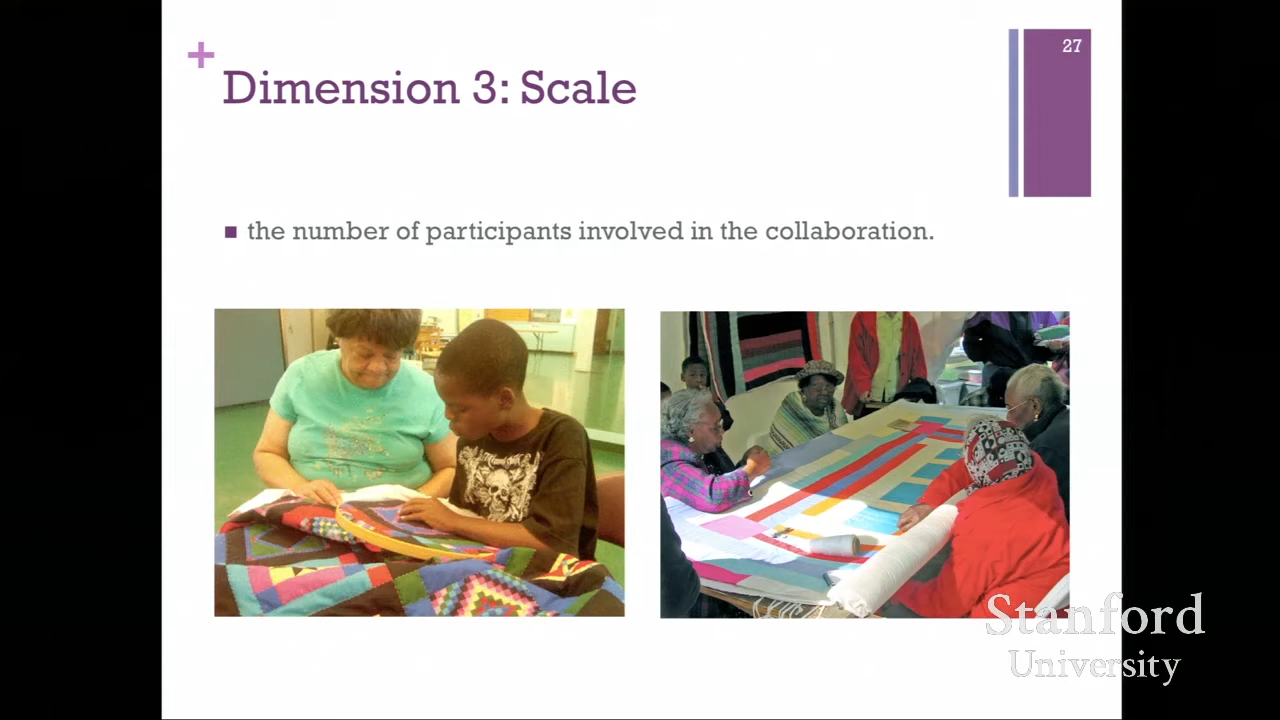 27
+
Dimension 3: Scale
the number of participants involved in the collaboration.
Stanford
University